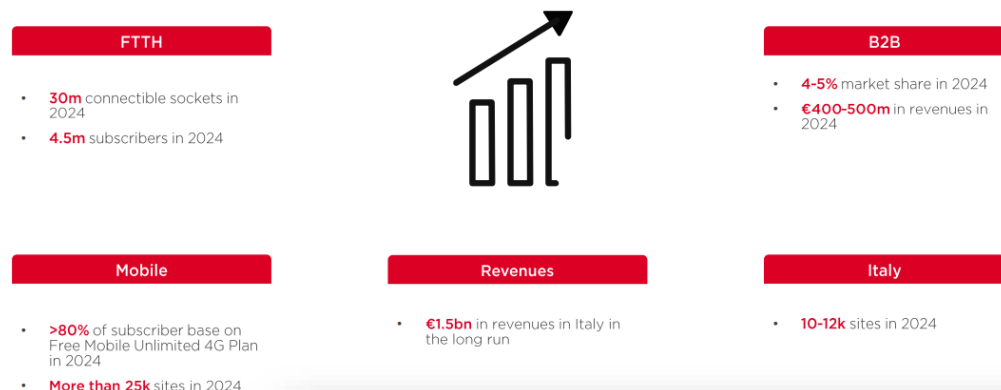 FTTH
• 30m connectible sockets in
2024
• 4.5m subscribers in 2024
B2B
• 4-5% market share in 2024
• €400-500m in revenues in
2024
Mobile
• >80% of subscriber base on
Free Mobile Unlimited 4G Plan
in 2024
• More than 25k sites in 2024
Revenues
• €1.5bn in revenues in Italy in
the long run
Italy
• 10-12k sites in 2024